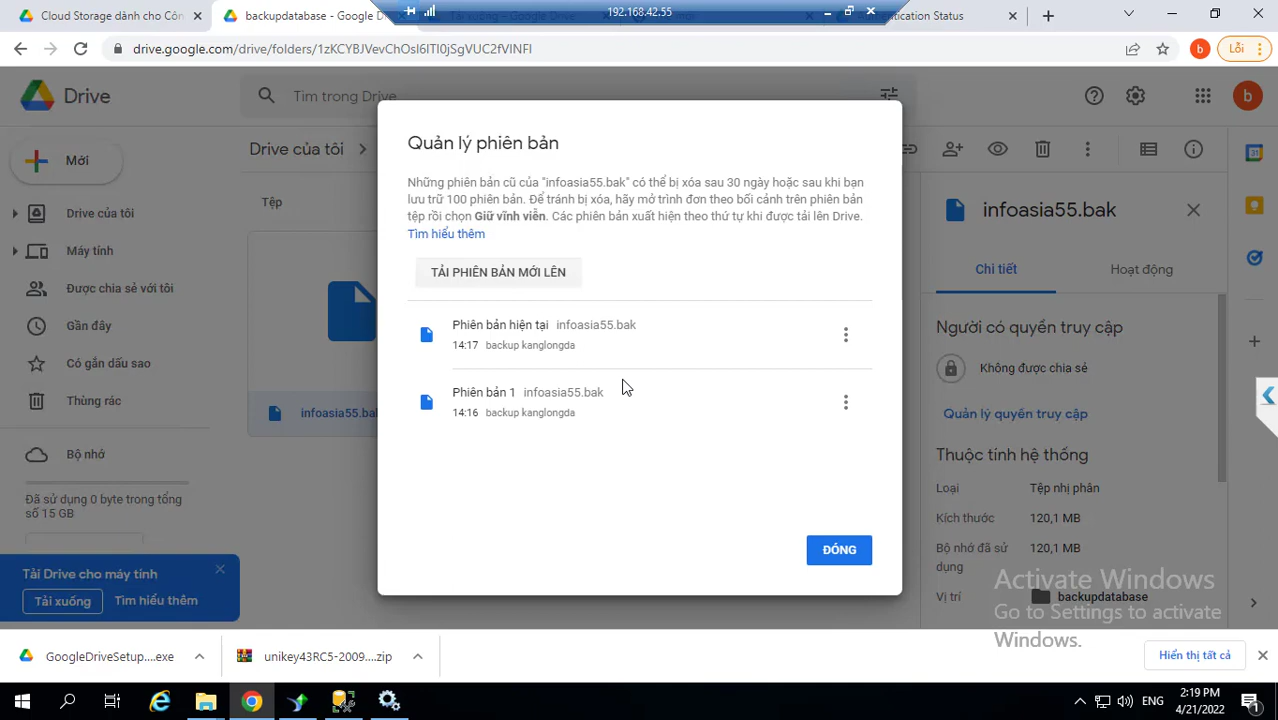 Cloud Storage dành cho Côn
backupdatabase - Google D
192.168.42.55
Authentication Status
drive.google.com/drive/folders/1zKCYBJVevChOsI6ITI0jSgVUC2fVINFI
b
Lỗi
Drive
Tìm trong Drive
b
Mới
Của tôi
Máy tính
Được chia sẻ với tôi
Gần đây
Có gắn dấu sao
Thùng rác
Bộ nhớ
Đã sử dụng 0 byte trong tổng
số 15 GB
Tải Drive cho máy tính
Tải xuống
Tìm hiểu thêm
Drive của tôi
Tệp
infoasia55.bak
Quản lý phiên bản
Những phiên bản cũ của "infoasia55.bak" có thể bị xóa sau 30 ngày hoặc sau khi bạn
lưu trữ 100 phiên bản. Để tránh bị xóa, hãy mở trình đơn theo bối cảnh trên phiên bản
tệp rồi chọn Giữ vĩnh viễn. Các phiên bản xuất hiện theo thứ tự khi được tải lên Drive.
Tìm hiểu thêm
TẢI PHIÊN BẢN MỚI LÊN
Phiên bản hiện tại infoasia55.bak
14:17 backup kanglongda
Phiên bản 1 infoasia55.bak
14:16 backup kanglongda
ĐÓNG
infoasia55.bak
Chi tiết
Hoạt động
Người có quyền truy cập
Không được chia sẻ
Quản lý quyền truy cập
Thuộc tính hệ thống
Loại Tệp nhị phân
Kích thước 120,1 MB
Bộ nhớ đã sử 120,1 MB
dụng
Vị trí backupdatabase
Activate Windows
Go to Settings to activate
Windows.
GoogleDriveSetup....exe
unikey43RC5-2009....zip
Hiển thị tất cả
ENG
2:19 PM
4/21/2022
1